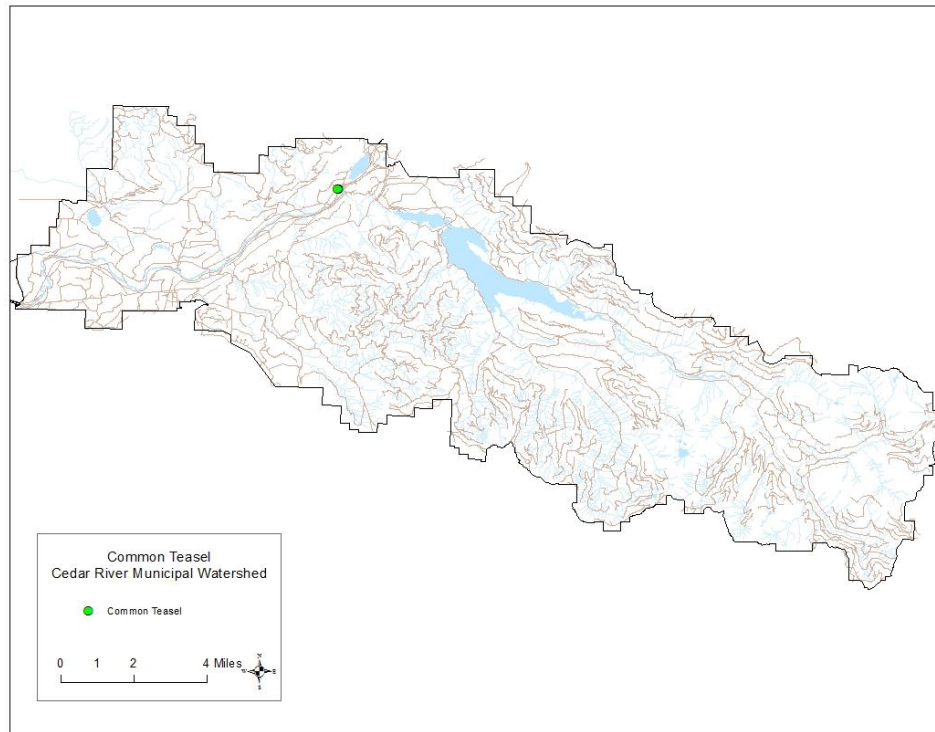 Common Teasel
Cedar River Municipal Watershed
Common Teasel
0 1 2 4 Miles
N
W E
S